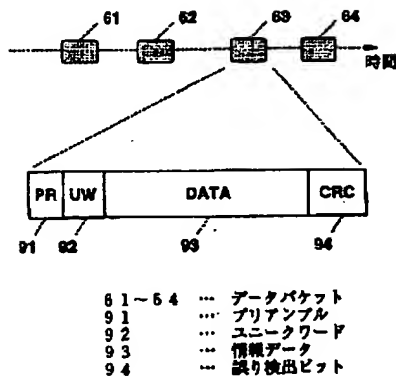 61 62 63 64
時間
PR UW DATA CRC
91 92 93 94
61～64 … データパケット
91 … プリアンブル
92 … ユニークワード
93 … 情報データ
94 … 誤り検出ビット